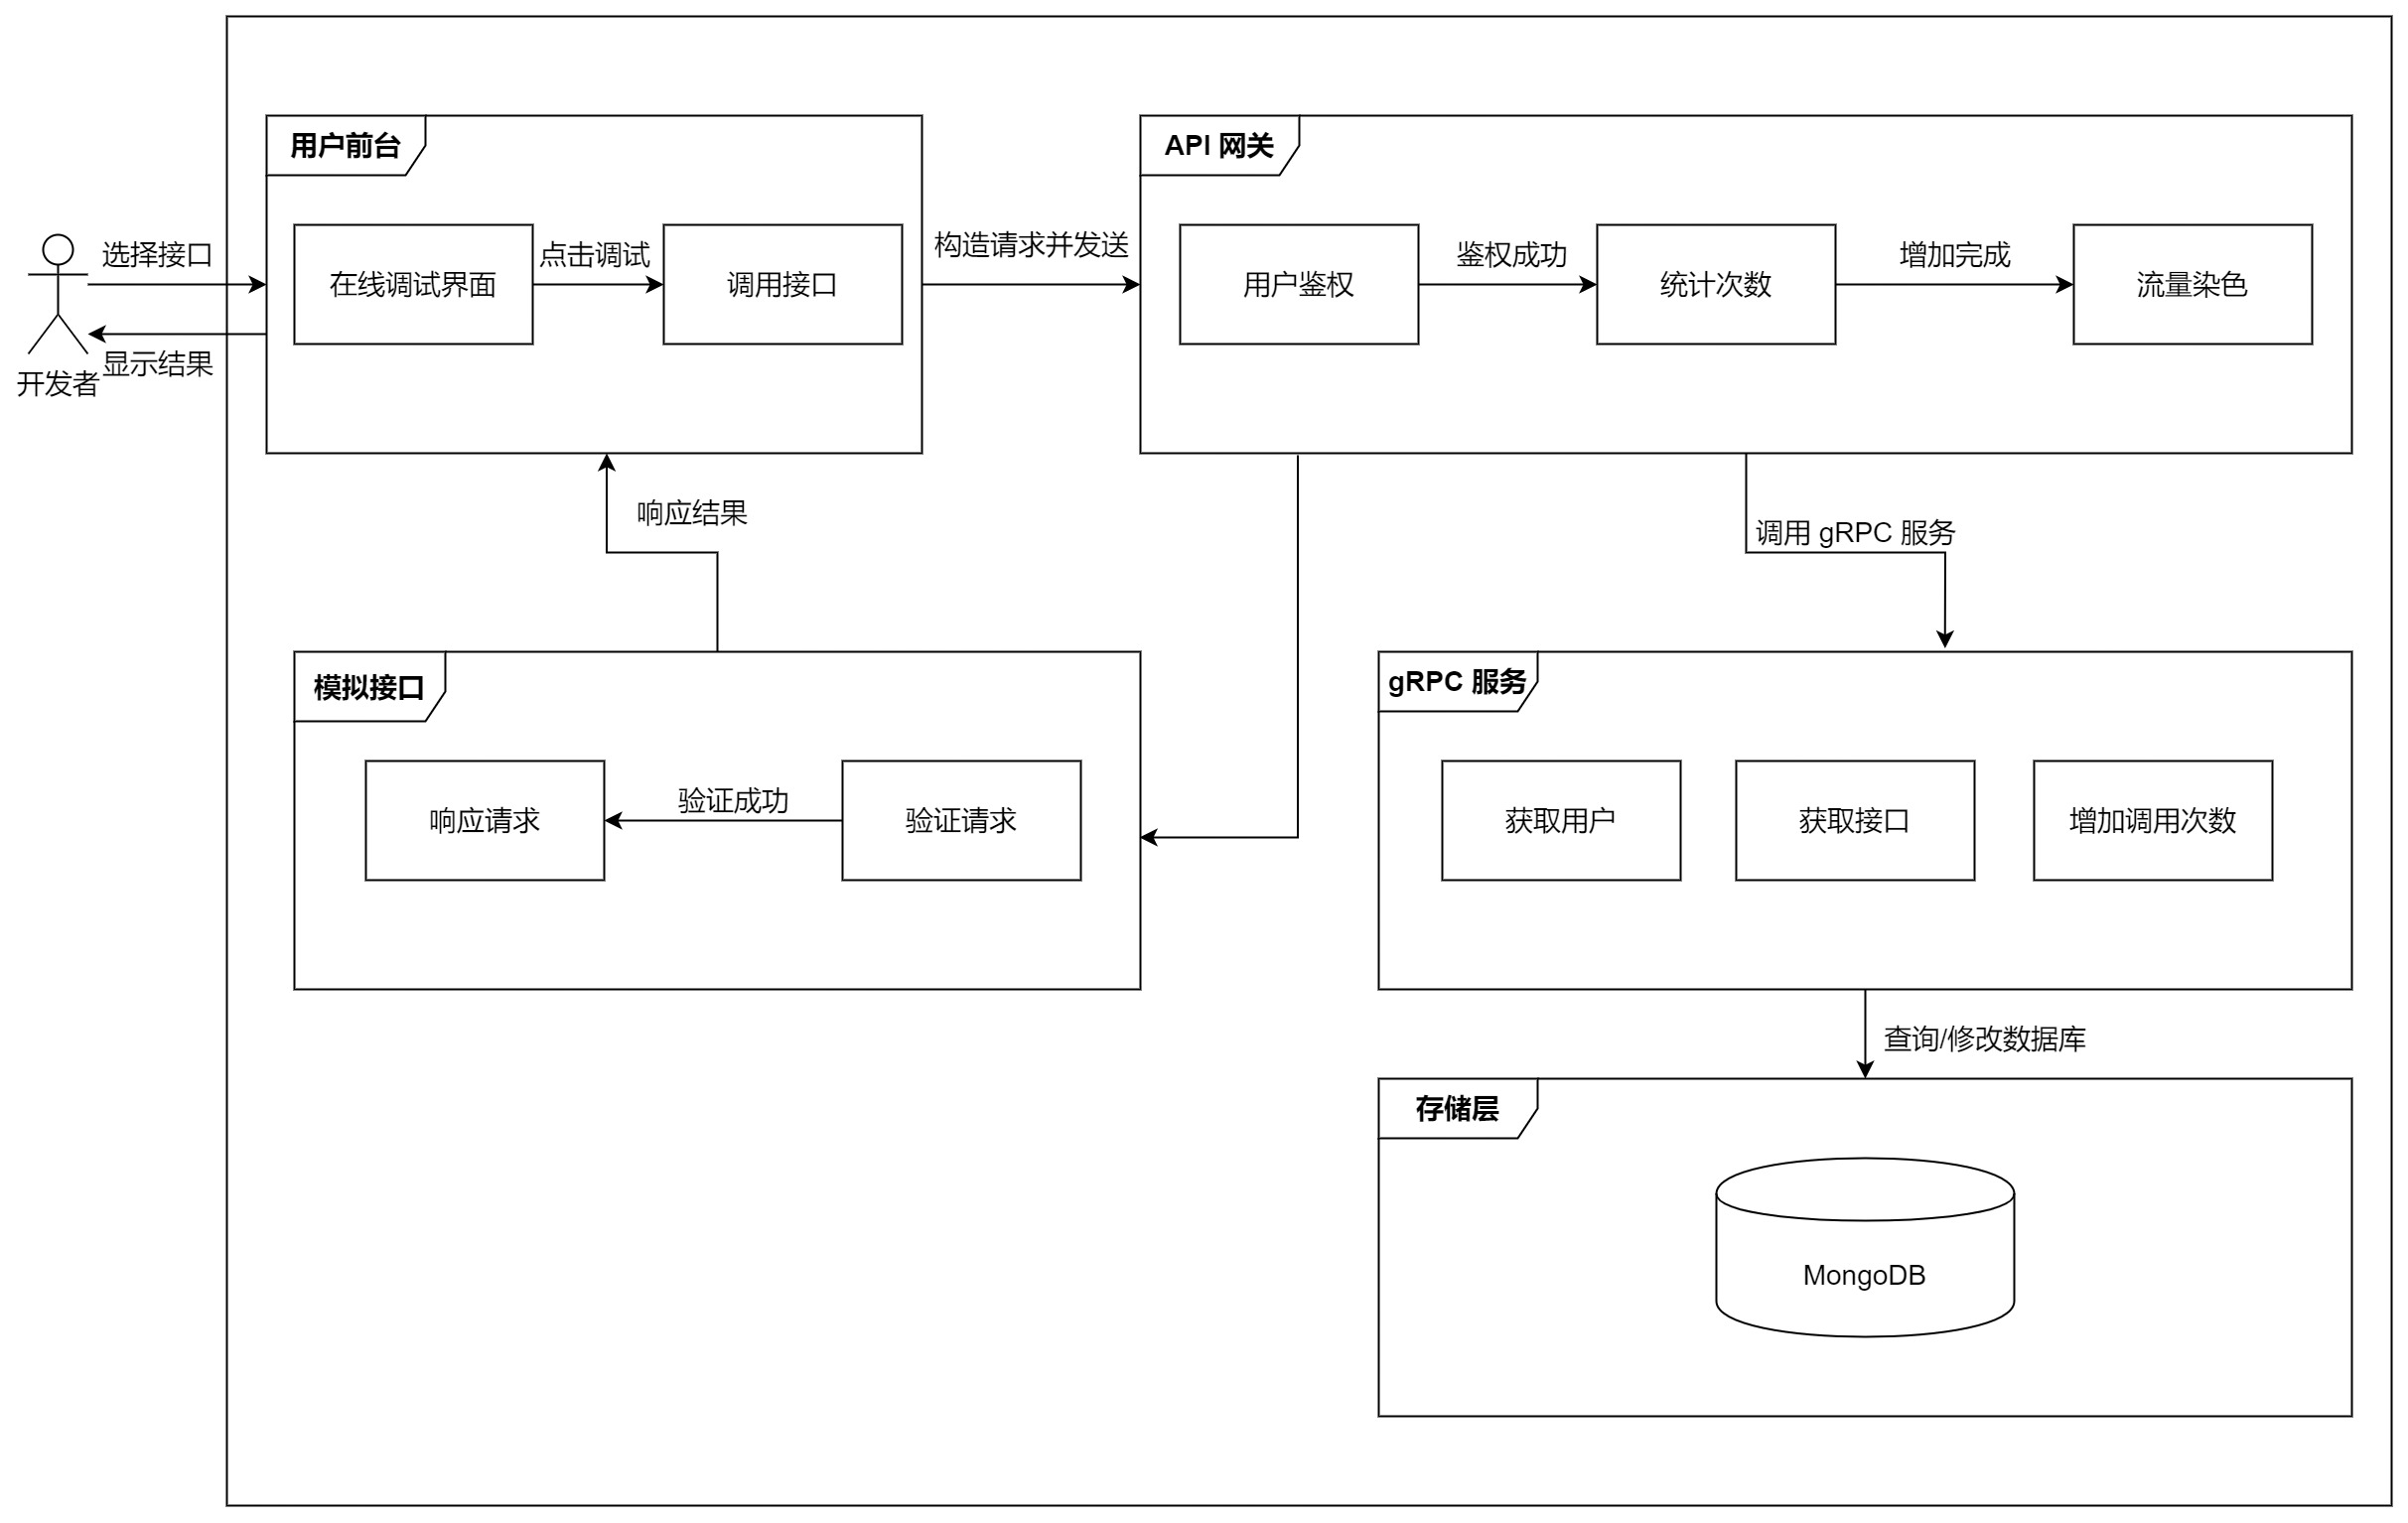 用户前台
API 网关
选择接口
在线调试界面
点击调试
调用接口
构造请求并发送
用户鉴权
鉴权成功
统计次数
增加完成
流量染色
显示结果
开发者
响应结果
调用 gRPC 服务
模拟接口
gRPC 服务
响应请求
验证成功
验证请求
获取用户
获取接口
增加调用次数
查询/修改数据库
存储层
MongoDB